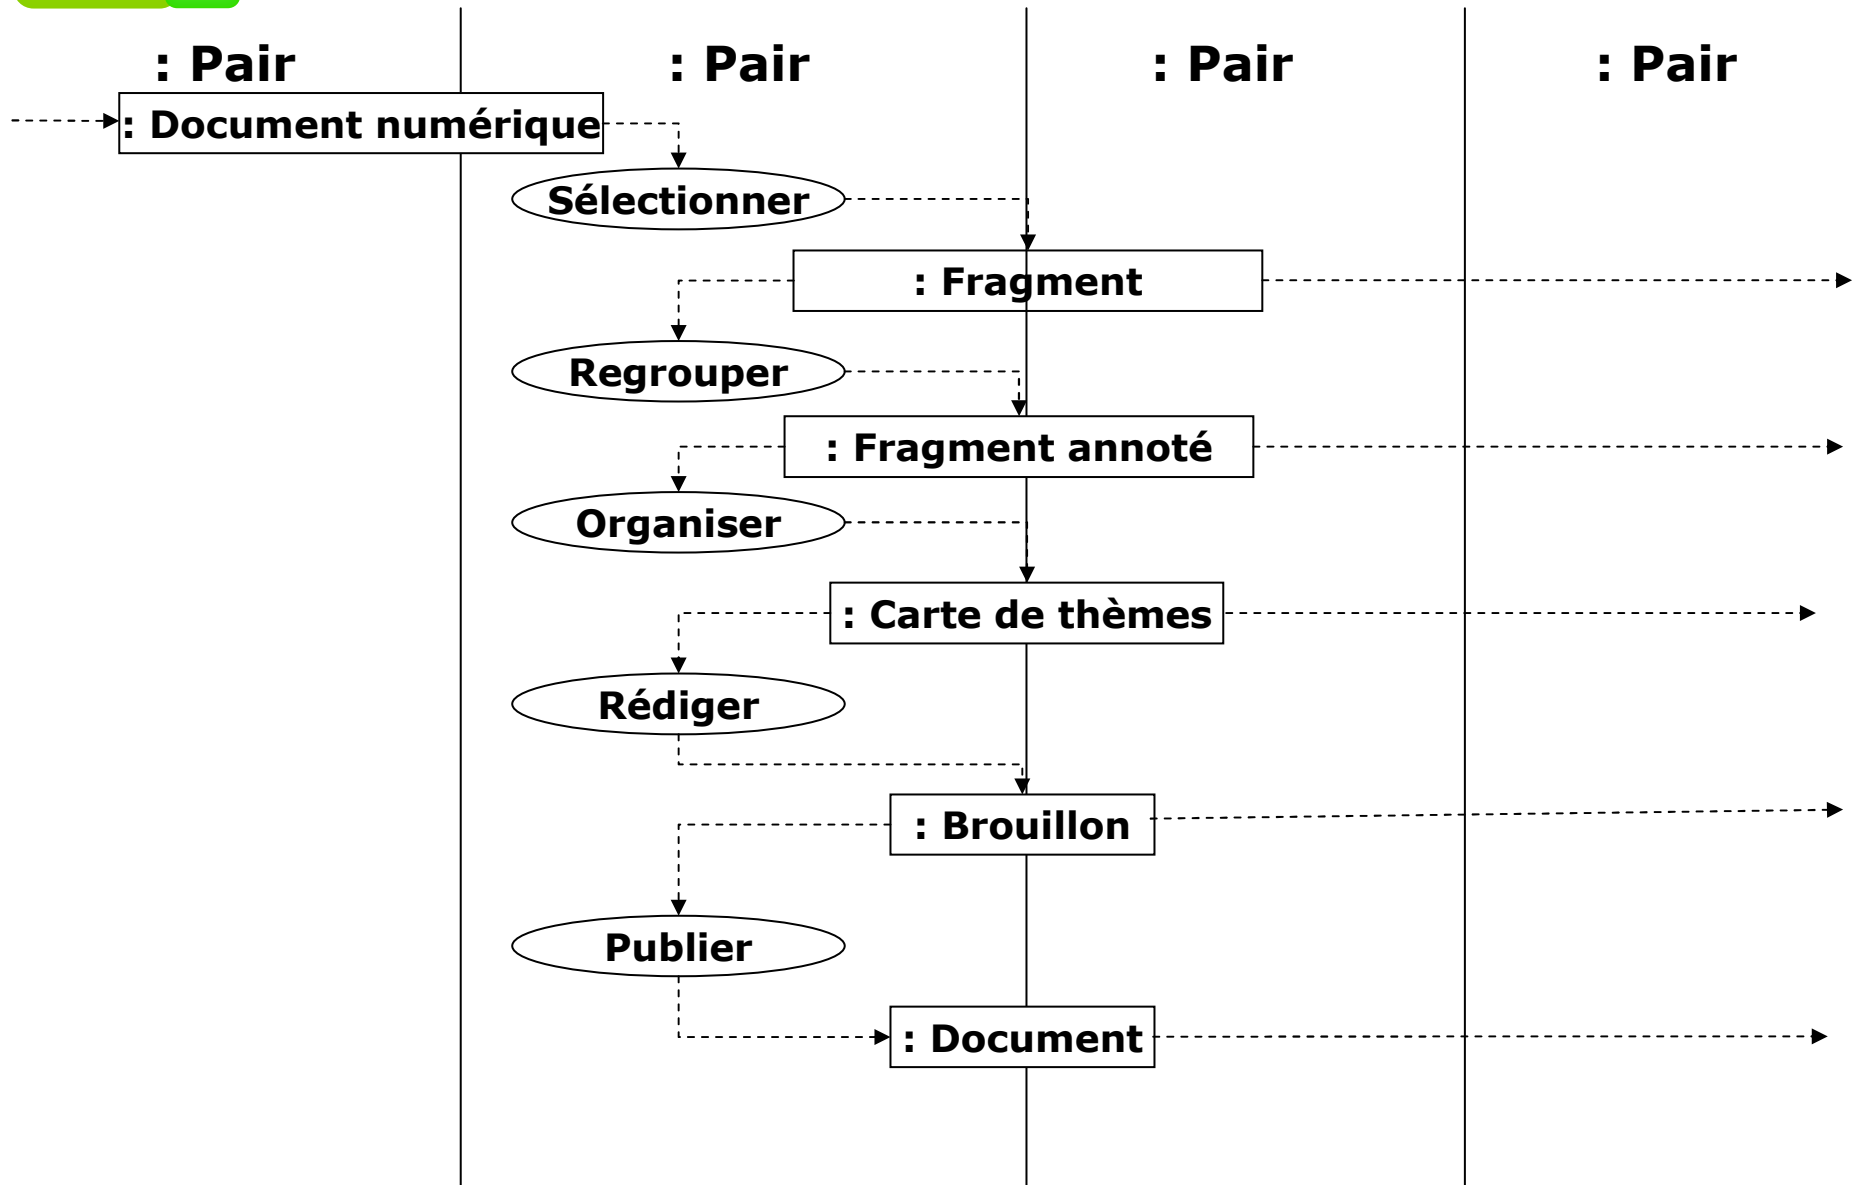 : Pair
: Pair
: Pair
: Pair
: Document numérique
Sélectionner
: Fragment
Regrouper
: Fragment annoté
Organiser
: Carte de thèmes
Rédiger
: Brouillon
Publier
: Document